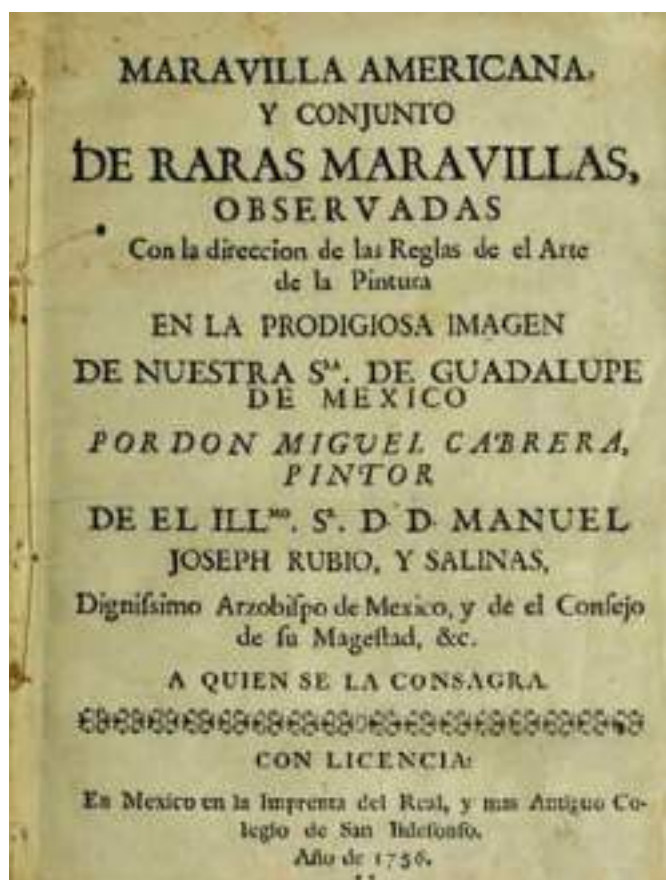 MARAVILLA AMERICANA,
Y CONJUNTO
DE RARAS MARAVILLAS,
OBSERVADAS
Con la direccion de las Reglas de el Arte
de la Pintura
EN LA PRODIGIOSA IMAGEN
DE NUESTRA Sᴿᴬ. DE GUADALUPE
DE MEXICO
POR DON MIGUEL CABRERA,
PINTOR
DE EL ILLᴹᴼ. Sᴿ. D. D. MANUEL
JOSEPH RUBIO, Y SALINAS,
Digniſsimo Arzobiſpo de Mexico, y de el Conſejo
de ſu Mageſtad, &c.
A QUIEN SE LA CONSAGRA.
CON LICENCIA:
En Mexico en la Imprenta del Real, y mas Antiguo Co-
legio de San Ildefonſo.
Año de 1756.